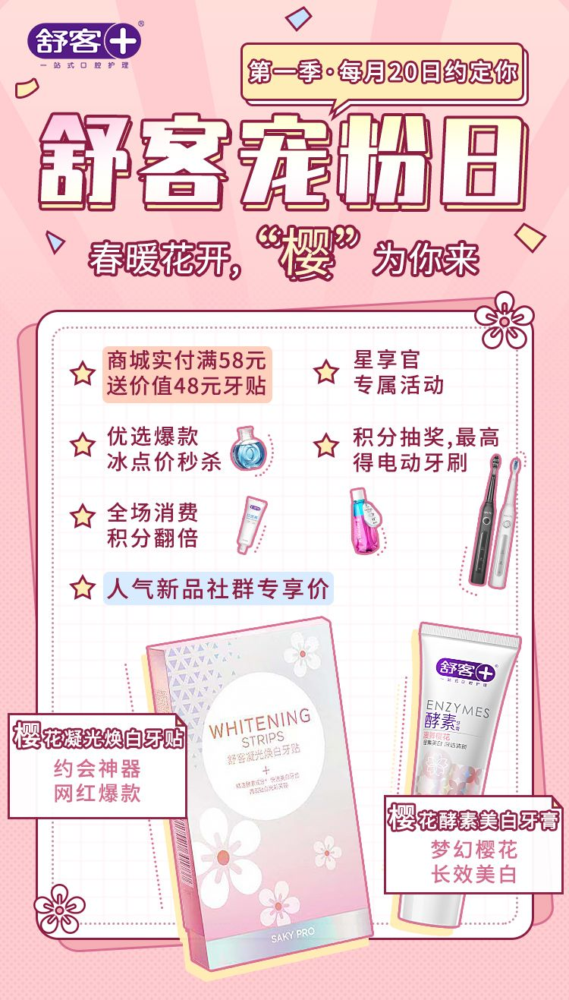 舒客
®
一站式口腔护理
第一季·每月20日约定你
舒客宠粉日
春暖花开,“樱”为你来
商城实付满58元
送价值48元牙贴
星享官
专属活动
优选爆款
冰点价秒杀
积分抽奖,最高
得电动牙刷
全场消费
积分翻倍
人气新品社群专享价
WHITENING
STRIPS
舒客凝光焕白牙贴
+
SAKY PRO
樱花凝光焕白牙贴
约会神器
网红爆款
舒客
一站式口腔护理
ENZYMES
酵素牙膏
樱花酵素美白牙膏
梦幻樱花
长效美白